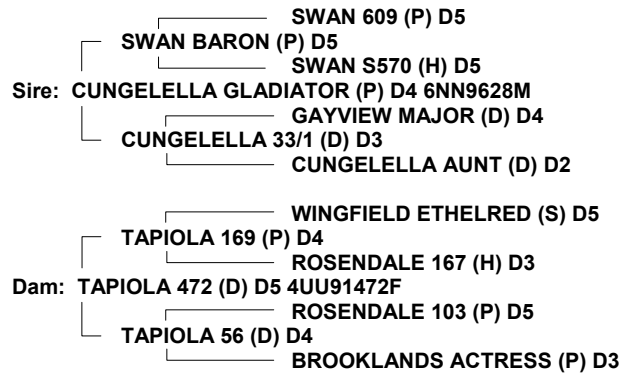 SWAN 609 (P) D5
SWAN BARON (P) D5
SWAN S570 (H) D5
Sire: CUNGELELLA GLADIATOR (P) D4 6NN9628M
GAYVIEW MAJOR (D) D4
CUNGELELLA 33/1 (D) D3
CUNGELELLA AUNT (D) D2
WINGFIELD ETHELRED (S) D5
TAPIOLA 169 (P) D4
ROSENDALE 167 (H) D3
Dam: TAPIOLA 472 (D) D5 4UU91472F
ROSENDALE 103 (P) D5
TAPIOLA 56 (D) D4
BROOKLANDS ACTRESS (P) D3